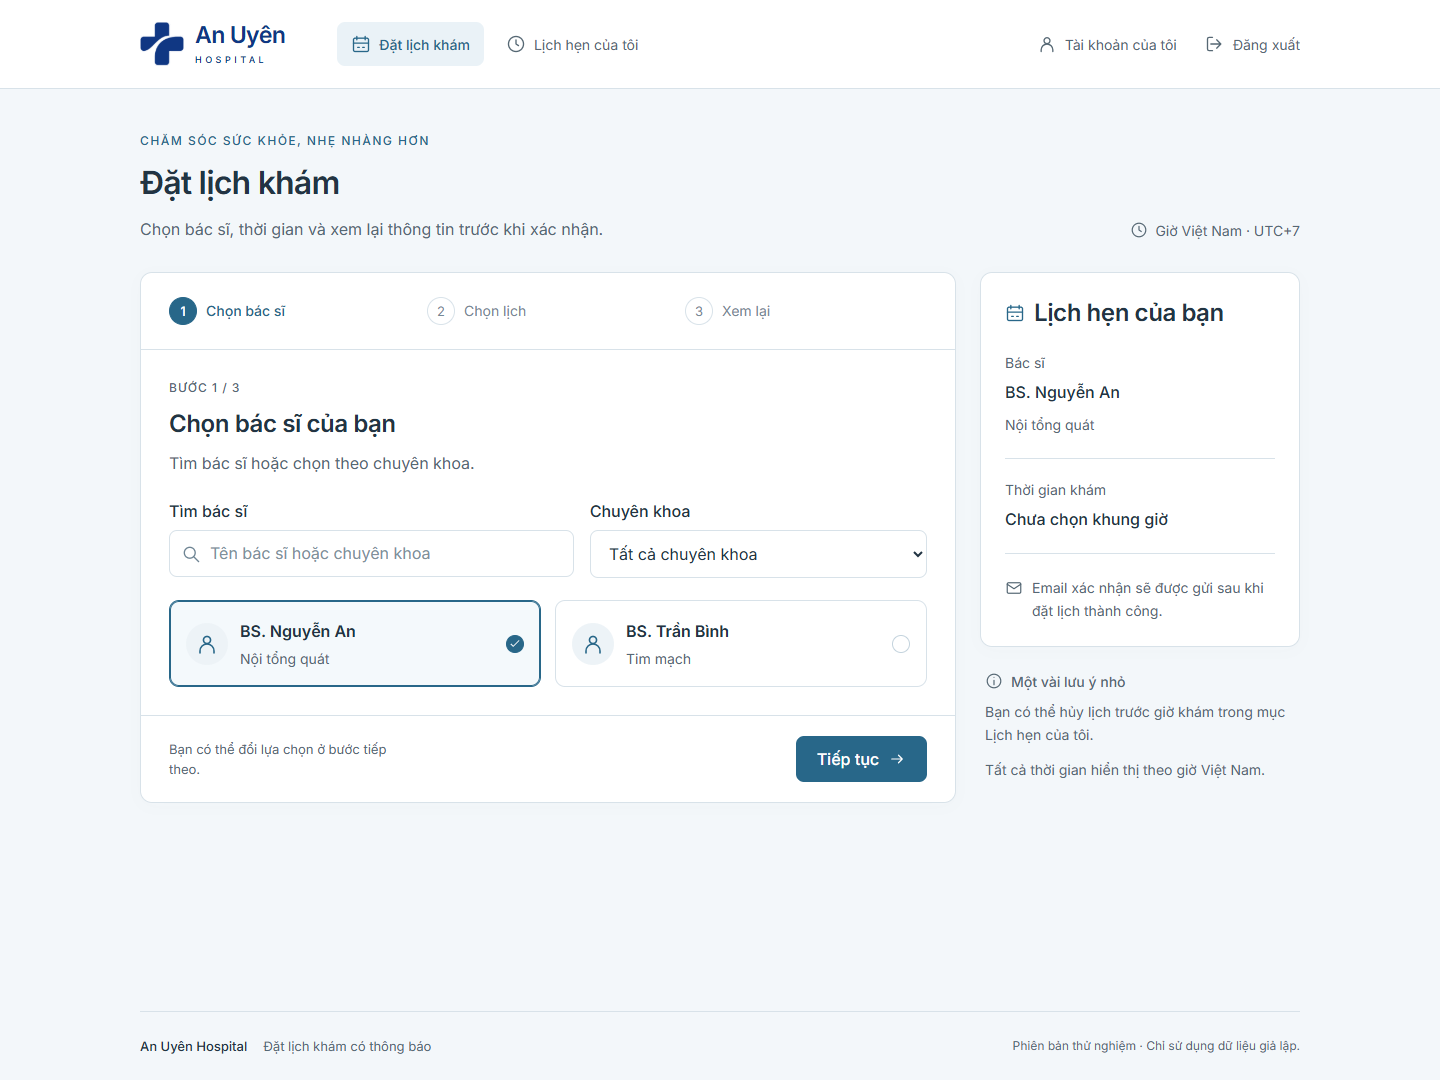 An Uyên
HOSPITAL
Đặt lịch khám
Lịch hẹn của tôi
Tài khoản của tôi
Đăng xuất
CHĂM SÓC SỨC KHỎE, NHẸ NHÀNG HƠN
Đặt lịch khám
Chọn bác sĩ, thời gian và xem lại thông tin trước khi xác nhận.
Giờ Việt Nam · UTC+7
1 Chọn bác sĩ
2 Chọn lịch
3 Xem lại
BƯỚC 1 / 3
Chọn bác sĩ của bạn
Tìm bác sĩ hoặc chọn theo chuyên khoa.
Tìm bác sĩ
Tên bác sĩ hoặc chuyên khoa
Chuyên khoa
Tất cả chuyên khoa
BS. Nguyễn An
Nội tổng quát
BS. Trần Bình
Tim mạch
Bạn có thể đổi lựa chọn ở bước tiếp
theo.
Tiếp tục
Lịch hẹn của bạn
Bác sĩ
BS. Nguyễn An
Nội tổng quát
Thời gian khám
Chưa chọn khung giờ
Email xác nhận sẽ được gửi sau khi
đặt lịch thành công.
Một vài lưu ý nhỏ
Bạn có thể hủy lịch trước giờ khám trong mục
Lịch hẹn của tôi.
Tất cả thời gian hiển thị theo giờ Việt Nam.
An Uyên Hospital
Đặt lịch khám có thông báo
Phiên bản thử nghiệm · Chỉ sử dụng dữ liệu giả lập.